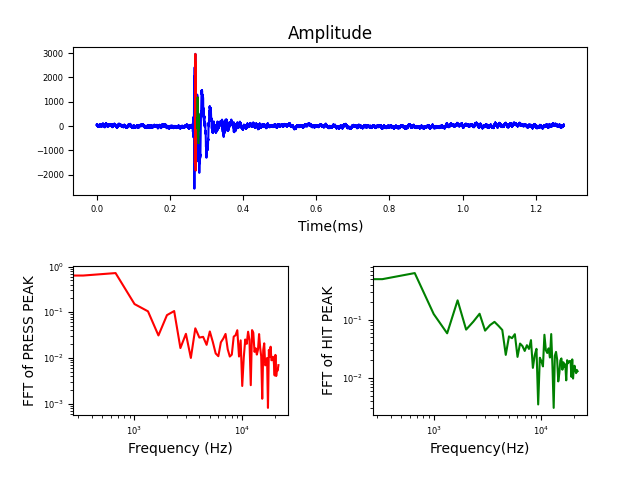 Amplitude
3000
2000
1000
0
−1000
−2000
0.0 0.2 0.4 0.6 0.8 1.0 1.2
Time(ms)
FFT of PRESS PEAK
10⁰
10⁻¹
10⁻²
10⁻³
10³ 10⁴
Frequency (Hz)
FFT of HIT PEAK
10⁻¹
10⁻²
10³ 10⁴
Frequency(Hz)